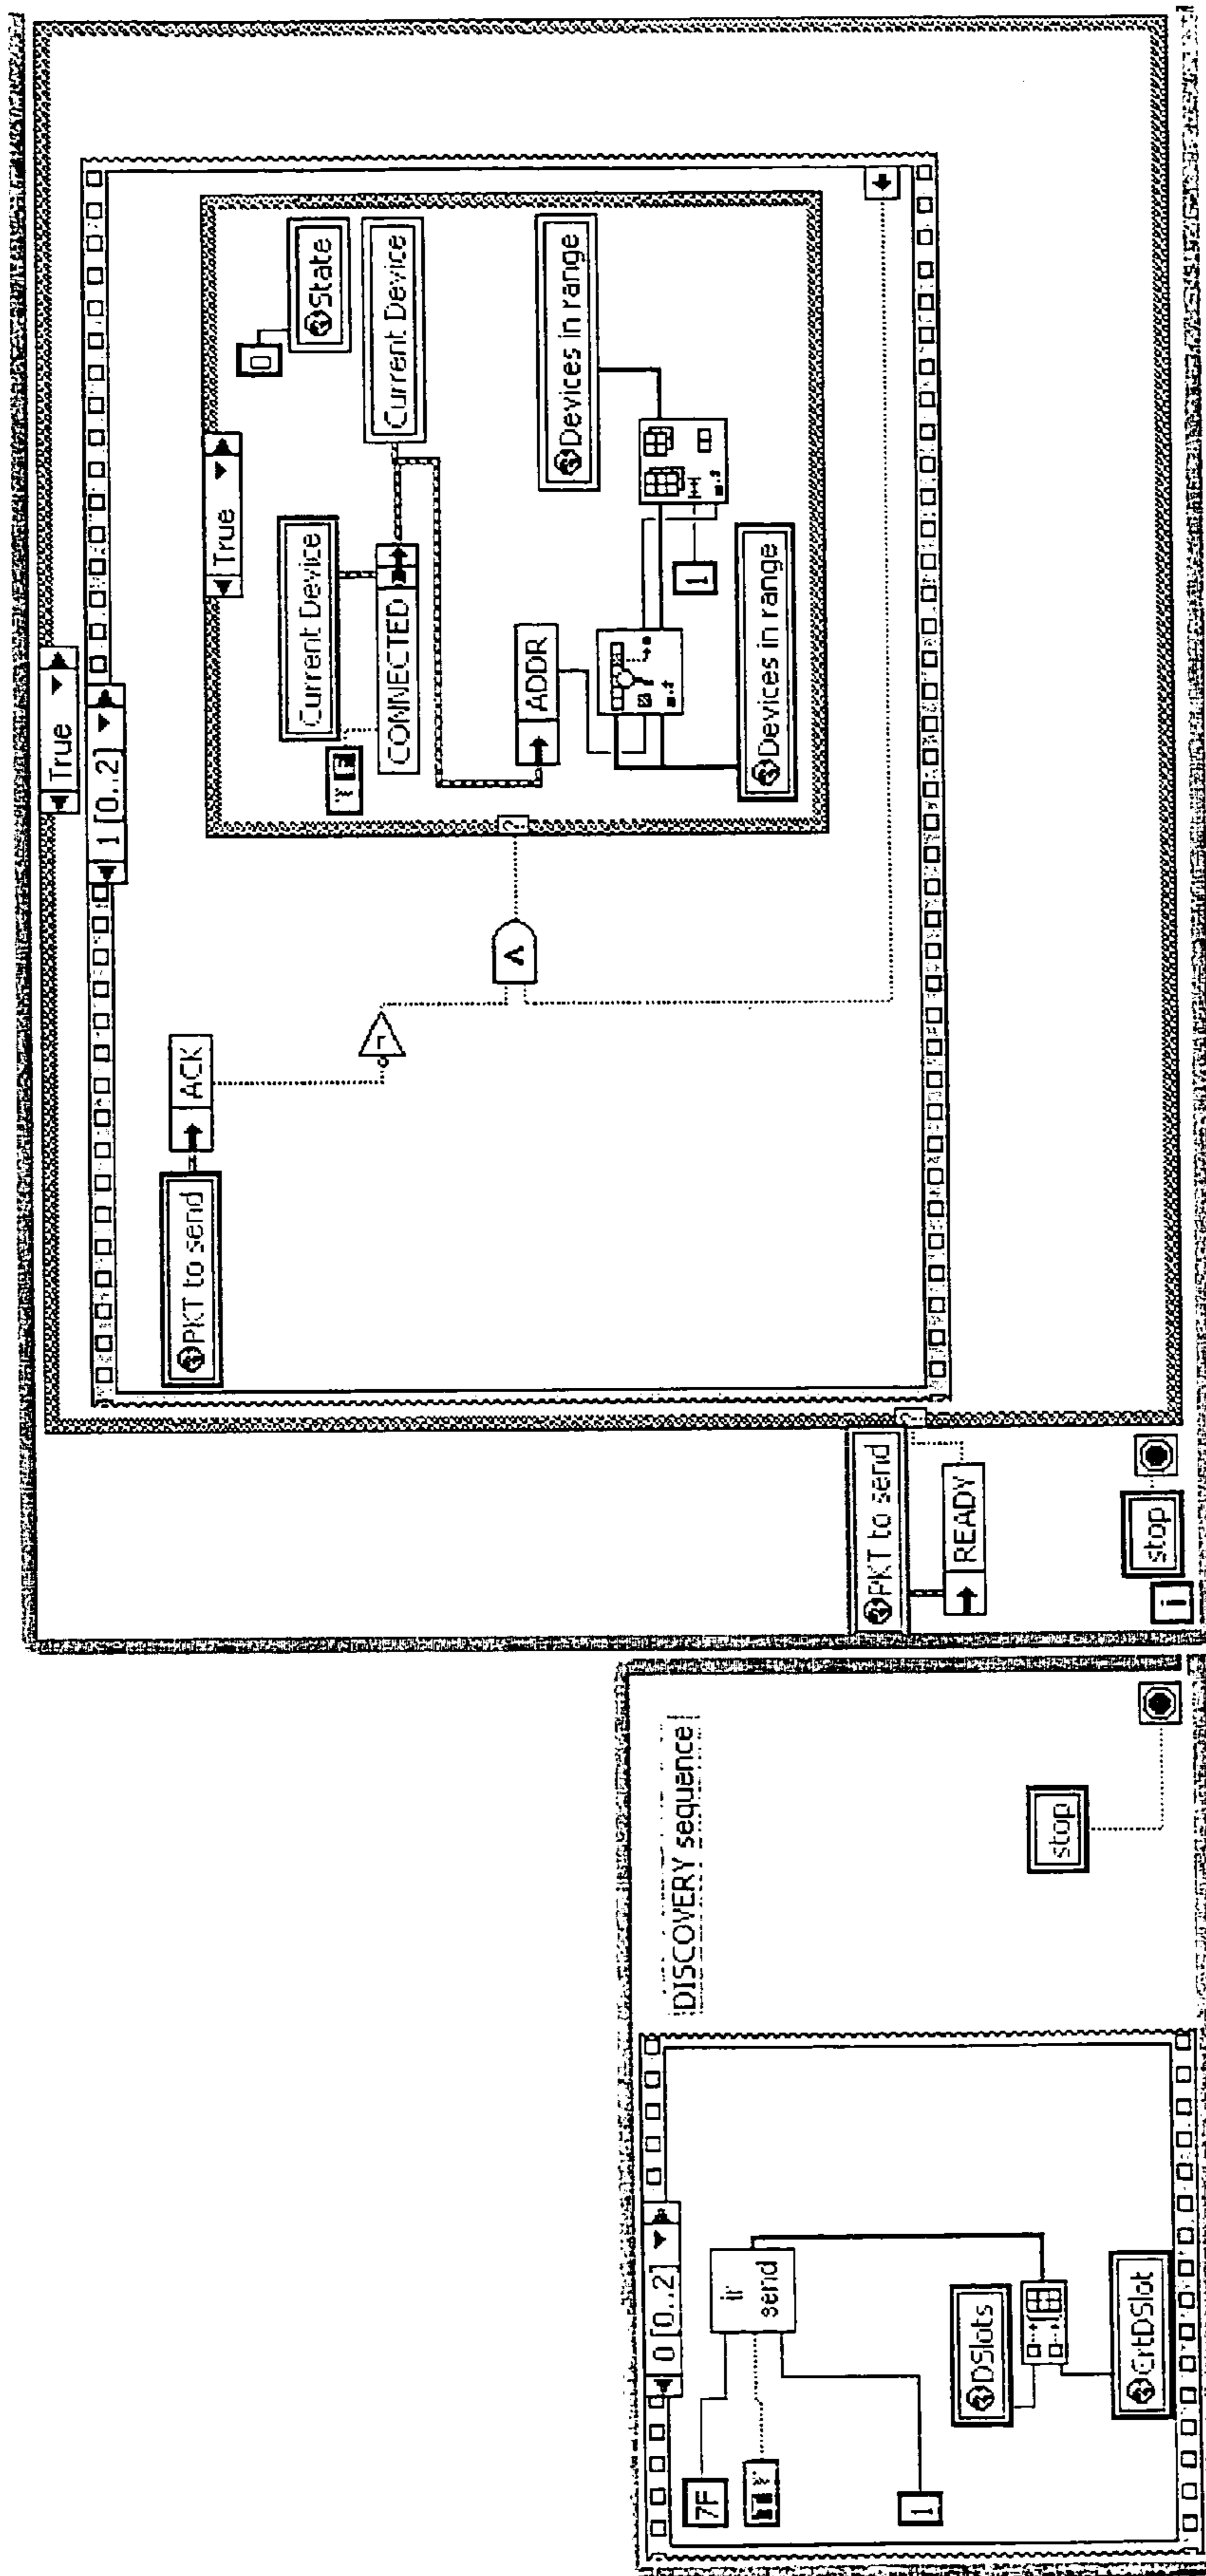 True
1 [0..2]
PKT to send
ACK
True
0
State
Current Device
Current Device
CONNECTED
ADDR
Devices in range
1
Devices in range
?
PKT to send
READY
stop
i
DISCOVERY sequence
0 [0..2]
7F
ir
send
1
DSlots
CrtDSlot
stop